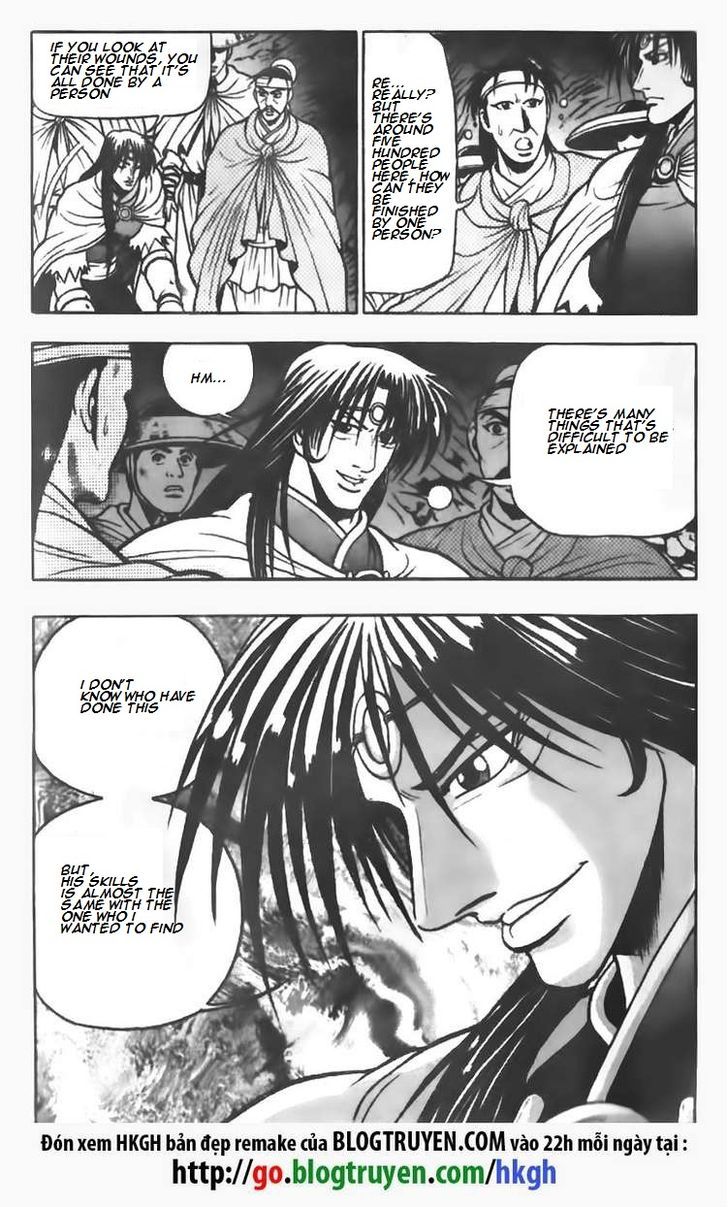 IF YOU LOOK AT
THEIR WOUNDS, YOU
CAN SEE THAT IT'S
ALL DONE BY A
PERSON
RE...
REALLY?
BUT
THERE'S
AROUND
FIVE
HUNDRED
PEOPLE
HERE, HOW
CAN THEY
BE
FINISHED
BY ONE
PERSON?
HM...
THERE'S MANY
THINGS THAT'S
DIFFICULT TO BE
EXPLAINED
I DON'T
KNOW WHO HAVE
DONE THIS
BUT,
HIS SKILLS
IS ALMOST THE
SAME WITH THE
ONE WHO I
WANTED TO FIND
Đón xem HKGH bản đẹp remake của BLOGTRUYEN.COM vào 22h mỗi ngày tại :
http://go.blogtruyen.com/hkgh